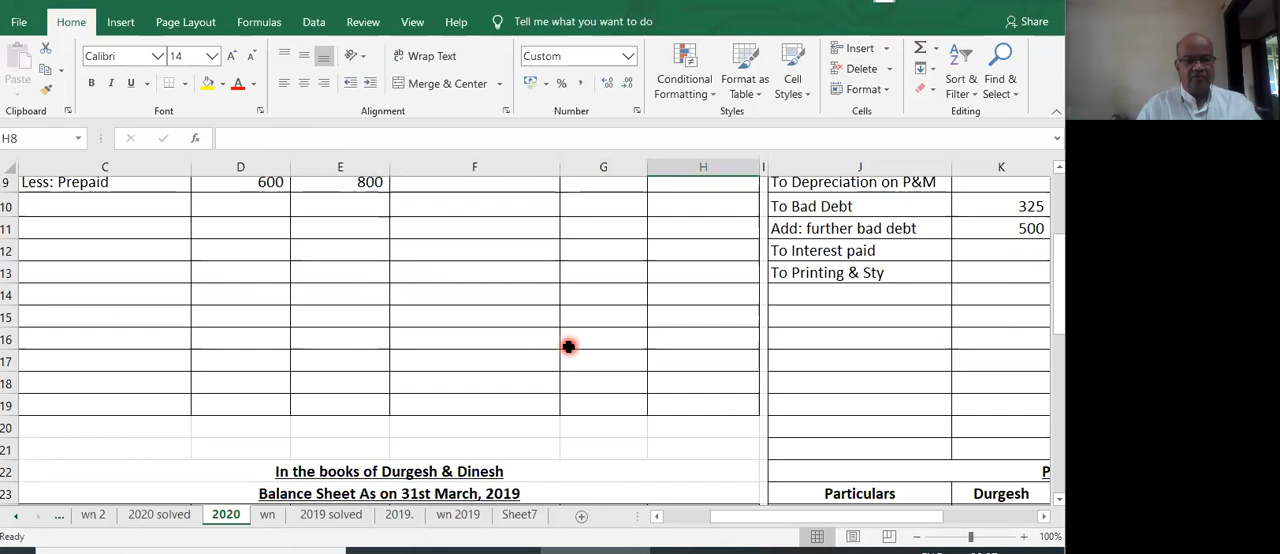 File Home Insert Page Layout Formulas Data Review View Help Tell me what you want to do Share
Paste Calibri 14 A A Wrap Text Custom Insert Σ
B I U A Merge & Center % , Conditional Formatting Format as Table Cell Styles Delete Format Sort & Filter Find & Select
Clipboard Font Alignment Number Styles Cells Editing
H8 fx
C D E F G H I J K
9 Less: Prepaid 600 800 To Depreciation on P&M
10 To Bad Debt 325
11 Add: further bad debt 500
12 To Interest paid
13 To Printing & Sty
14
15
16
17
18
19
20
21
22 In the books of Durgesh & Dinesh P
23 Balance Sheet As on 31st March, 2019 Particulars Durgesh
... wn 2 2020 solved 2020 wn 2019 solved 2019. wn 2019 Sheet7
Ready 100%